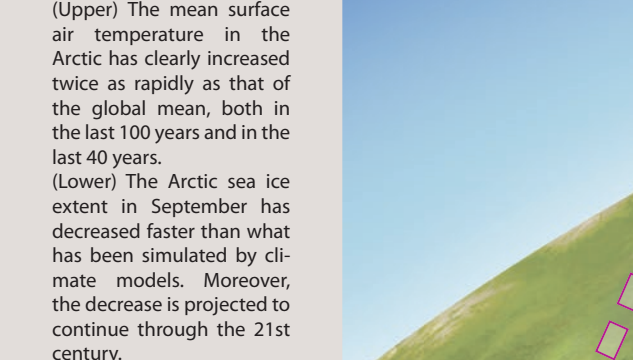 (Upper) The mean surface
air temperature in the
Arctic has clearly increased
twice as rapidly as that of
the global mean, both in
the last 100 years and in the
last 40 years.
(Lower) The Arctic sea ice
extent in September has
decreased faster than what
has been simulated by cli-
mate models. Moreover,
the decrease is projected to
continue through the 21st
century.